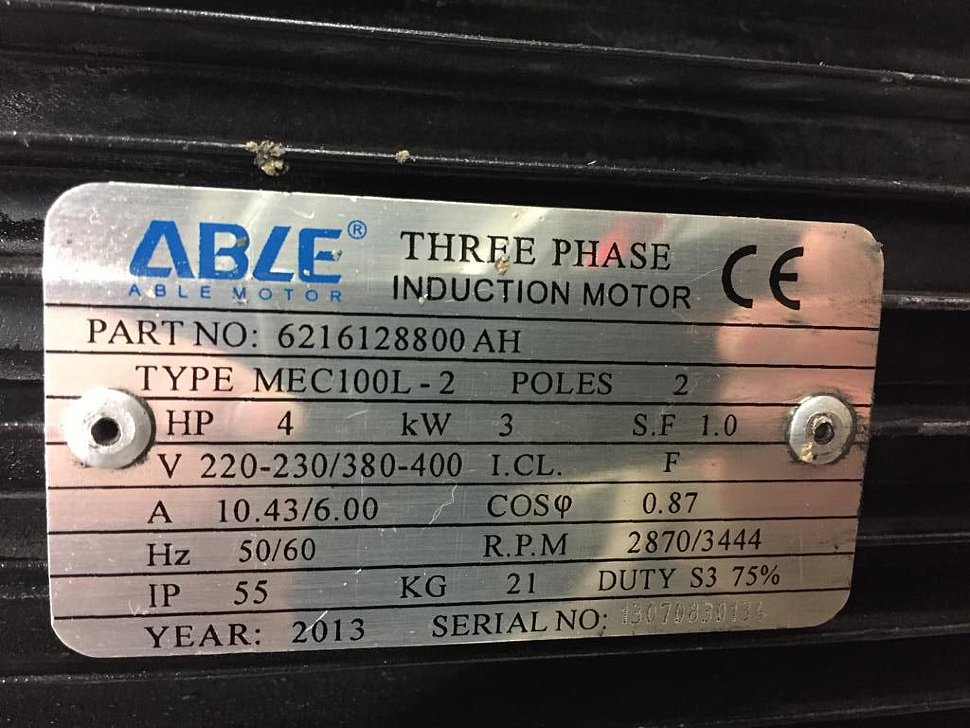 ABLE® THREE PHASE CE
ABLE MOTOR INDUCTION MOTOR
PART NO: 6216128800 AH
TYPE MEC100L-2 POLES 2
HP 4 kW 3 S.F 1.0
V 220-230/380-400 I.CL. F
A 10.43/6.00 COSφ 0.87
Hz 50/60 R.P.M 2870/3444
IP 55 KG 21 DUTY S3 75%
YEAR: 2013 SERIAL NO: